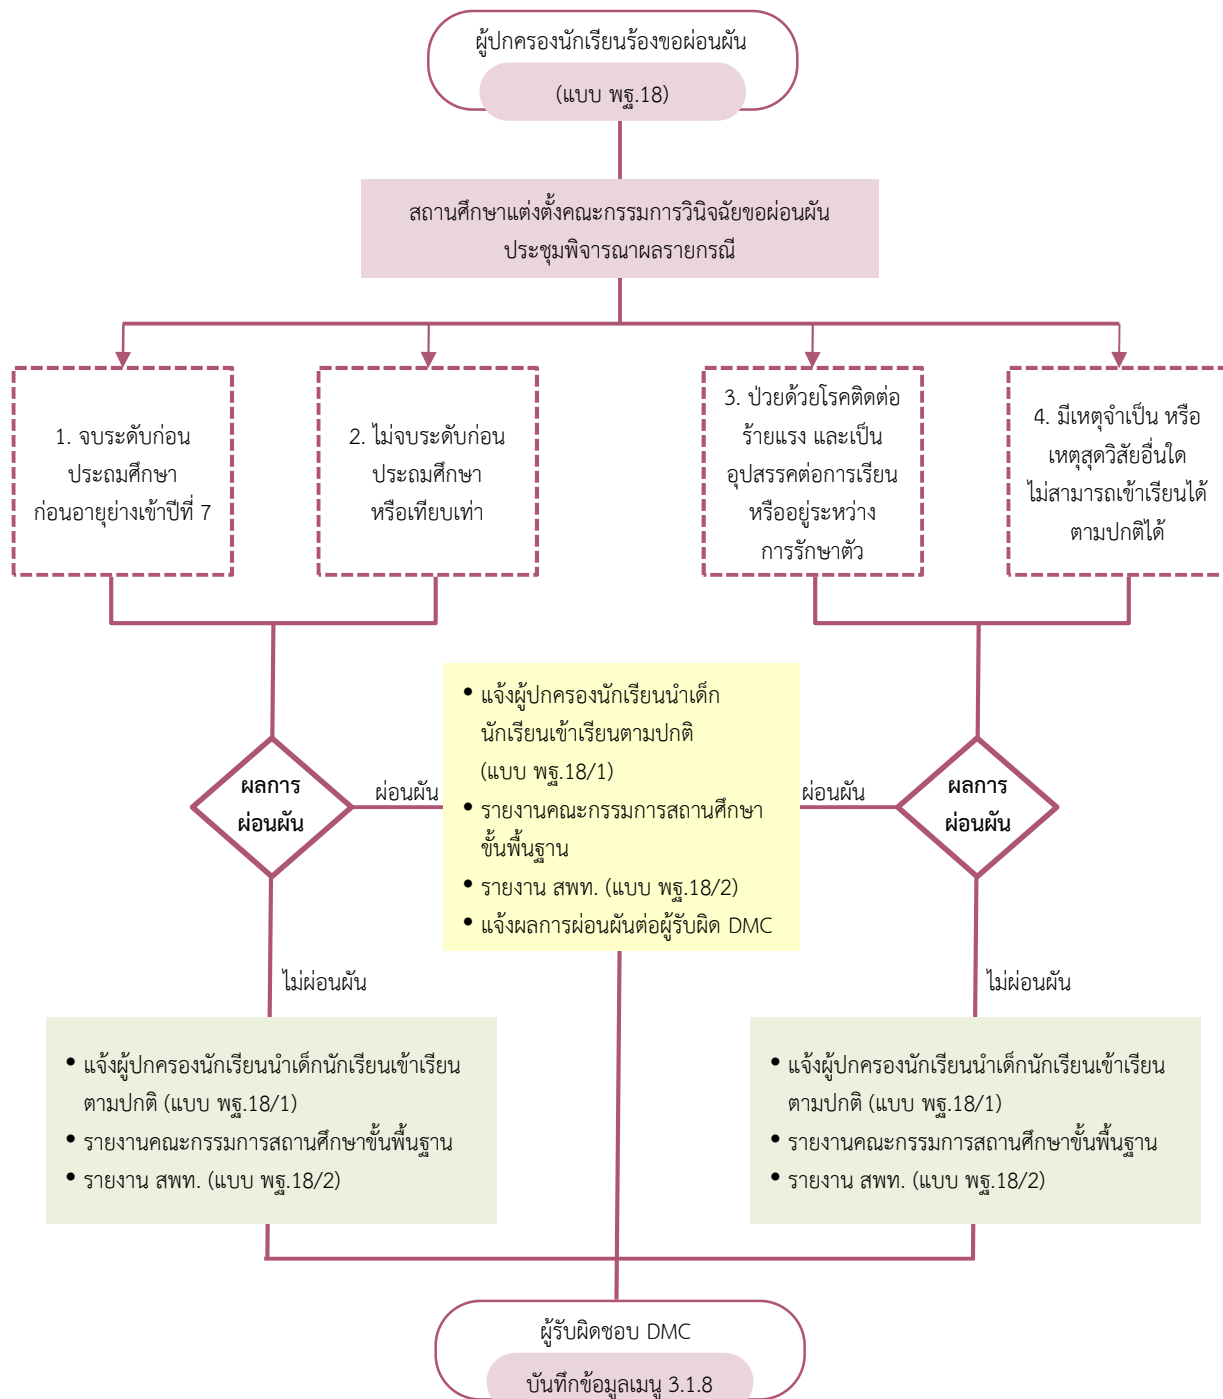 ผู้ปกครองนักเรียนร้องขอผ่อนผัน
(แบบ พฐ.18)
สถานศึกษาแต่งตั้งคณะกรรมการวินิจฉัยขอผ่อนผัน
ประชุมพิจารณาผลรายกรณี
1. จบระดับก่อน
ประถมศึกษา
ก่อนอายุย่างเข้าปีที่ 7
2. ไม่จบระดับก่อน
ประถมศึกษา
หรือเทียบเท่า
3. ป่วยด้วยโรคติดต่อ
ร้ายแรง และเป็น
อุปสรรคต่อการเรียน
หรืออยู่ระหว่าง
การรักษาตัว
4. มีเหตุจำเป็น หรือ
เหตุสุดวิสัยอื่นใด
ไม่สามารถเข้าเรียนได้
ตามปกติได้
ผลการ
ผ่อนผัน
ผ่อนผัน
• แจ้งผู้ปกครองนักเรียนนำเด็ก
นักเรียนเข้าเรียนตามปกติ
(แบบ พฐ.18/1)
• รายงานคณะกรรมการสถานศึกษา
ขั้นพื้นฐาน
• รายงาน สพท. (แบบ พฐ.18/2)
• แจ้งผลการผ่อนผันต่อผู้รับผิด DMC
ผ่อนผัน
ผลการ
ผ่อนผัน
ไม่ผ่อนผัน
ไม่ผ่อนผัน
• แจ้งผู้ปกครองนักเรียนนำเด็กนักเรียนเข้าเรียน
ตามปกติ (แบบ พฐ.18/1)
• รายงานคณะกรรมการสถานศึกษาขั้นพื้นฐาน
• รายงาน สพท. (แบบ พฐ.18/2)
• แจ้งผู้ปกครองนักเรียนนำเด็กนักเรียนเข้าเรียน
ตามปกติ (แบบ พฐ.18/1)
• รายงานคณะกรรมการสถานศึกษาขั้นพื้นฐาน
• รายงาน สพท. (แบบ พฐ.18/2)
ผู้รับผิดชอบ DMC
บันทึกข้อมูลเมนู 3.1.8